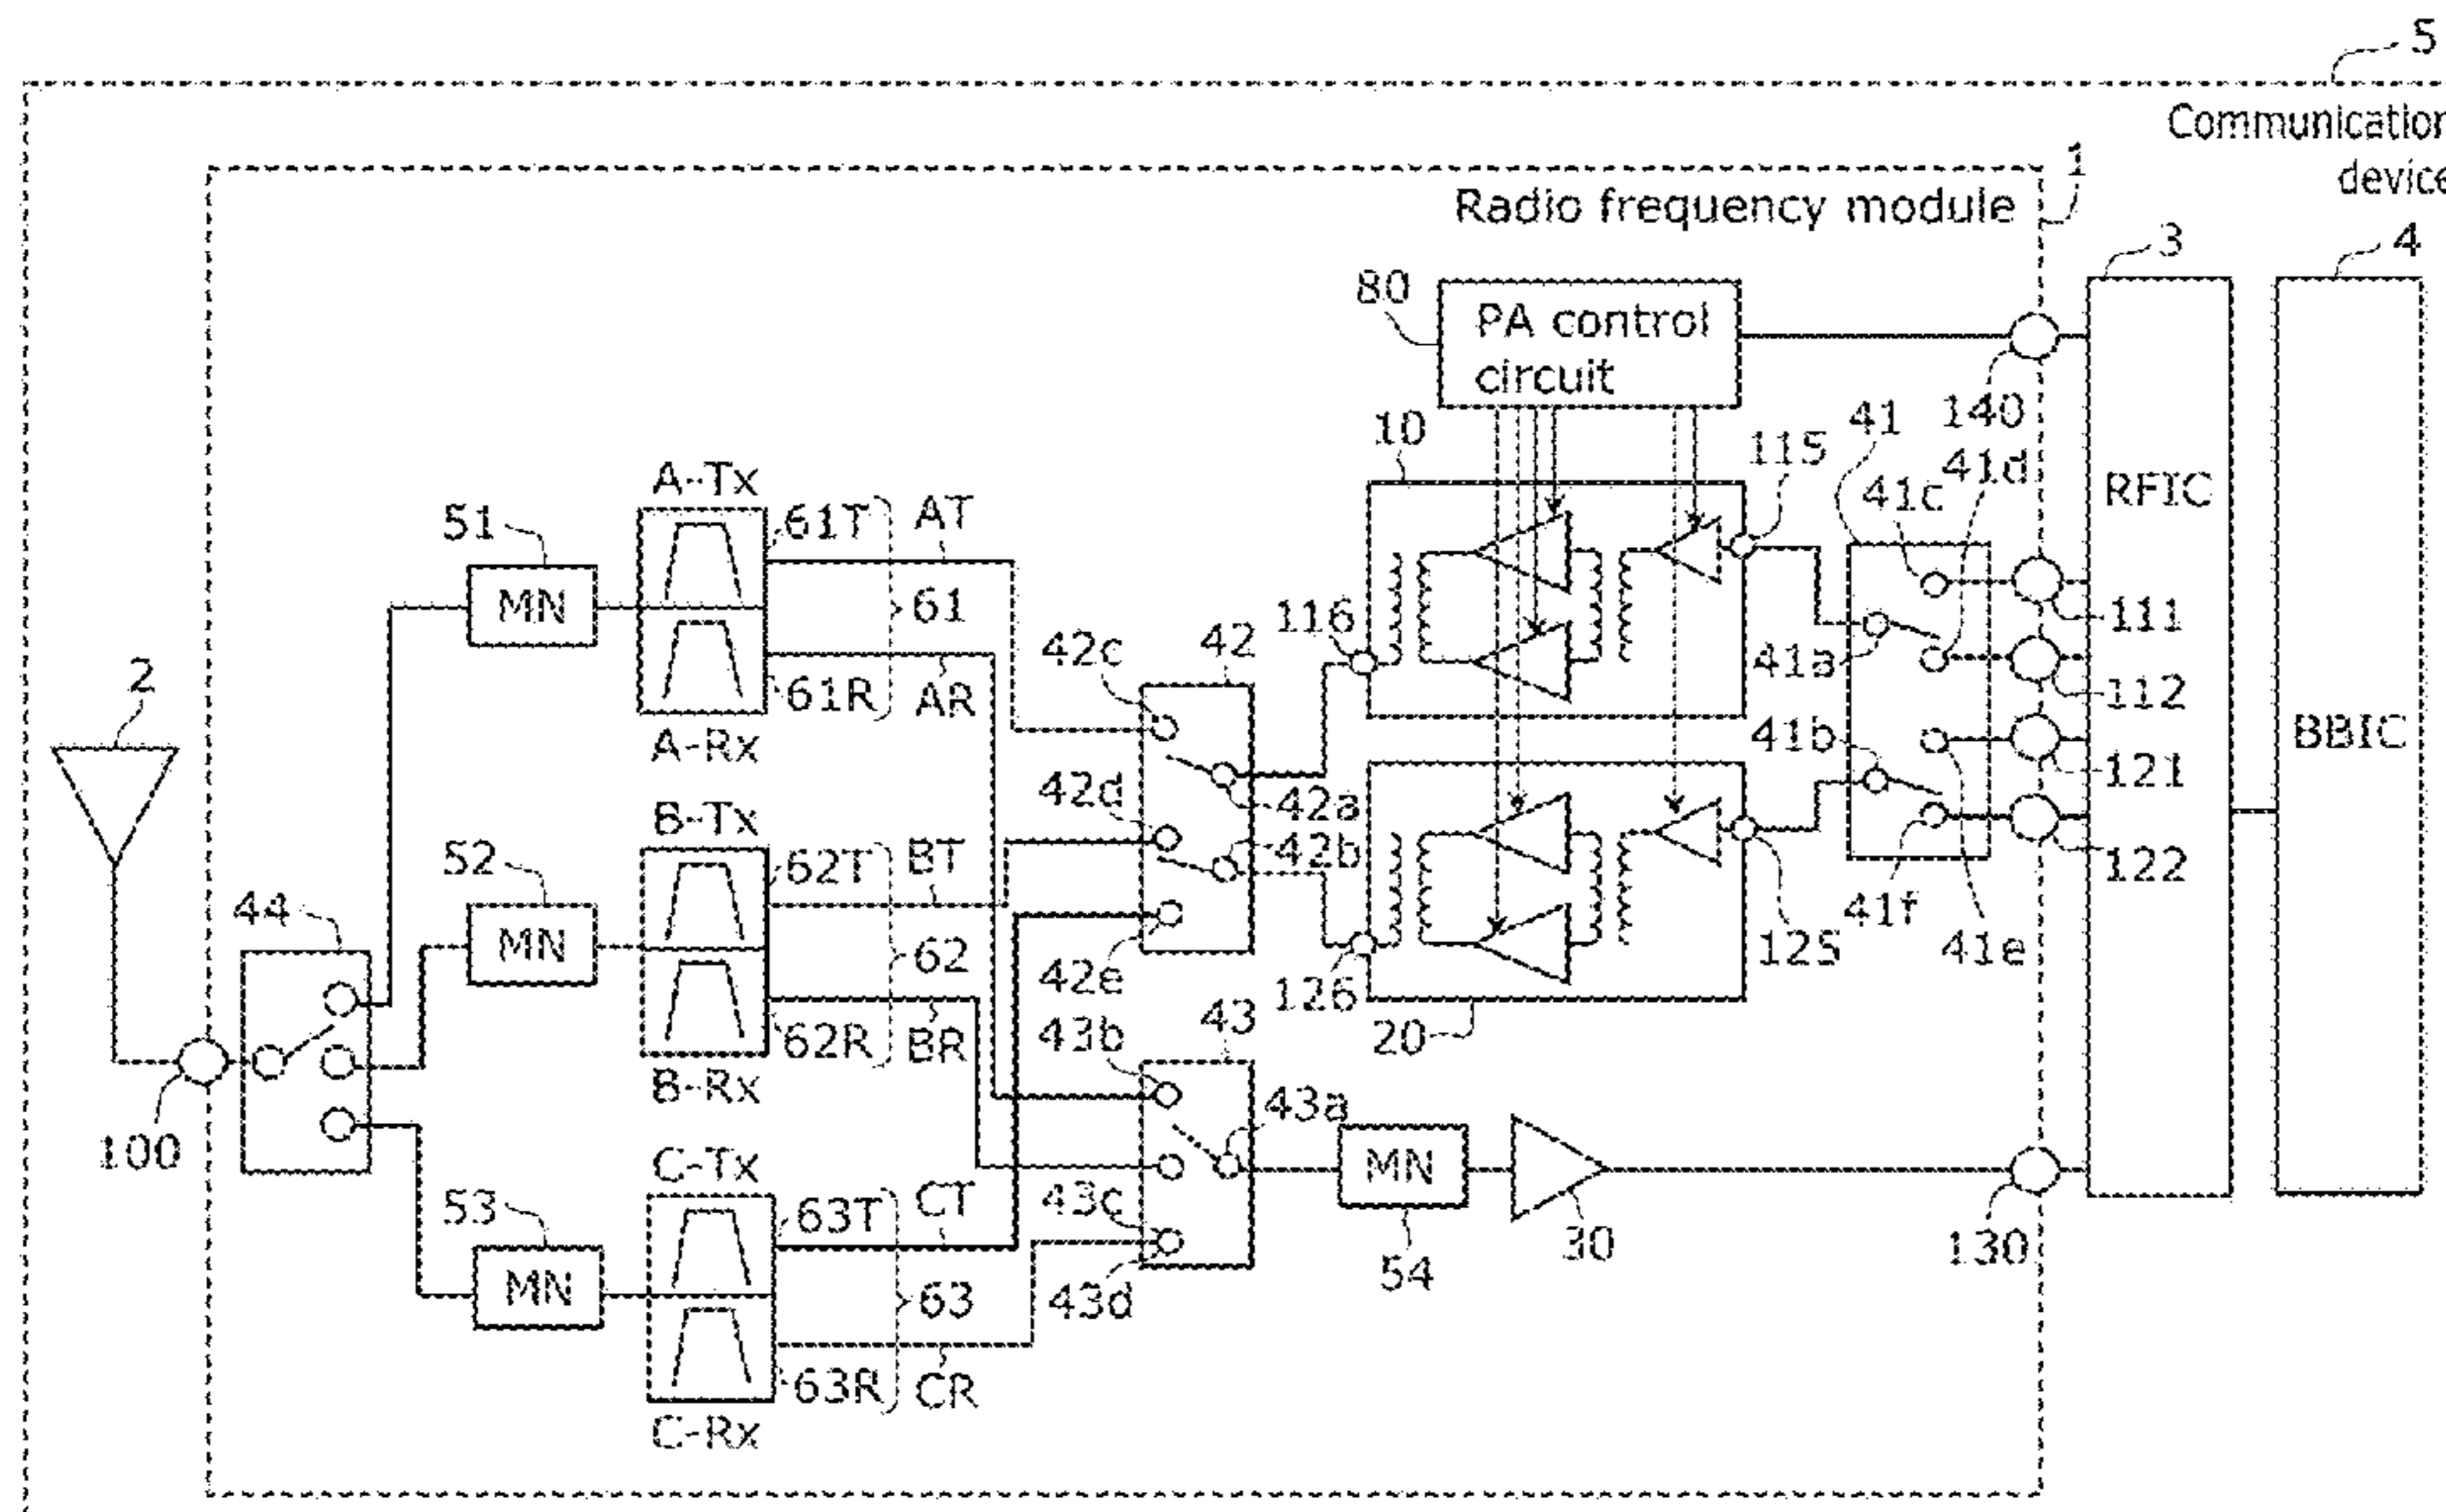 5
Communication
device
1
Radio frequency module
3
4
80
PA control
circuit
140
10
115
41
41d
41c
RFIC
A-Tx
51
61T
AT
MN
61
111
116
41a
42c
42
61R
AR
112
2
A-Rx
41b
BBIC
42d
42a
121
B-Tx
52
62T
BT
42b
122
44
MN
62
41f
42e
126
125
41e
43
20
43b
62R
BR
B-Rx
43a
100
C-Tx
MN
53
63T
CT
43c
130
30
54
MN
63
43d
63R
CR
C-Rx